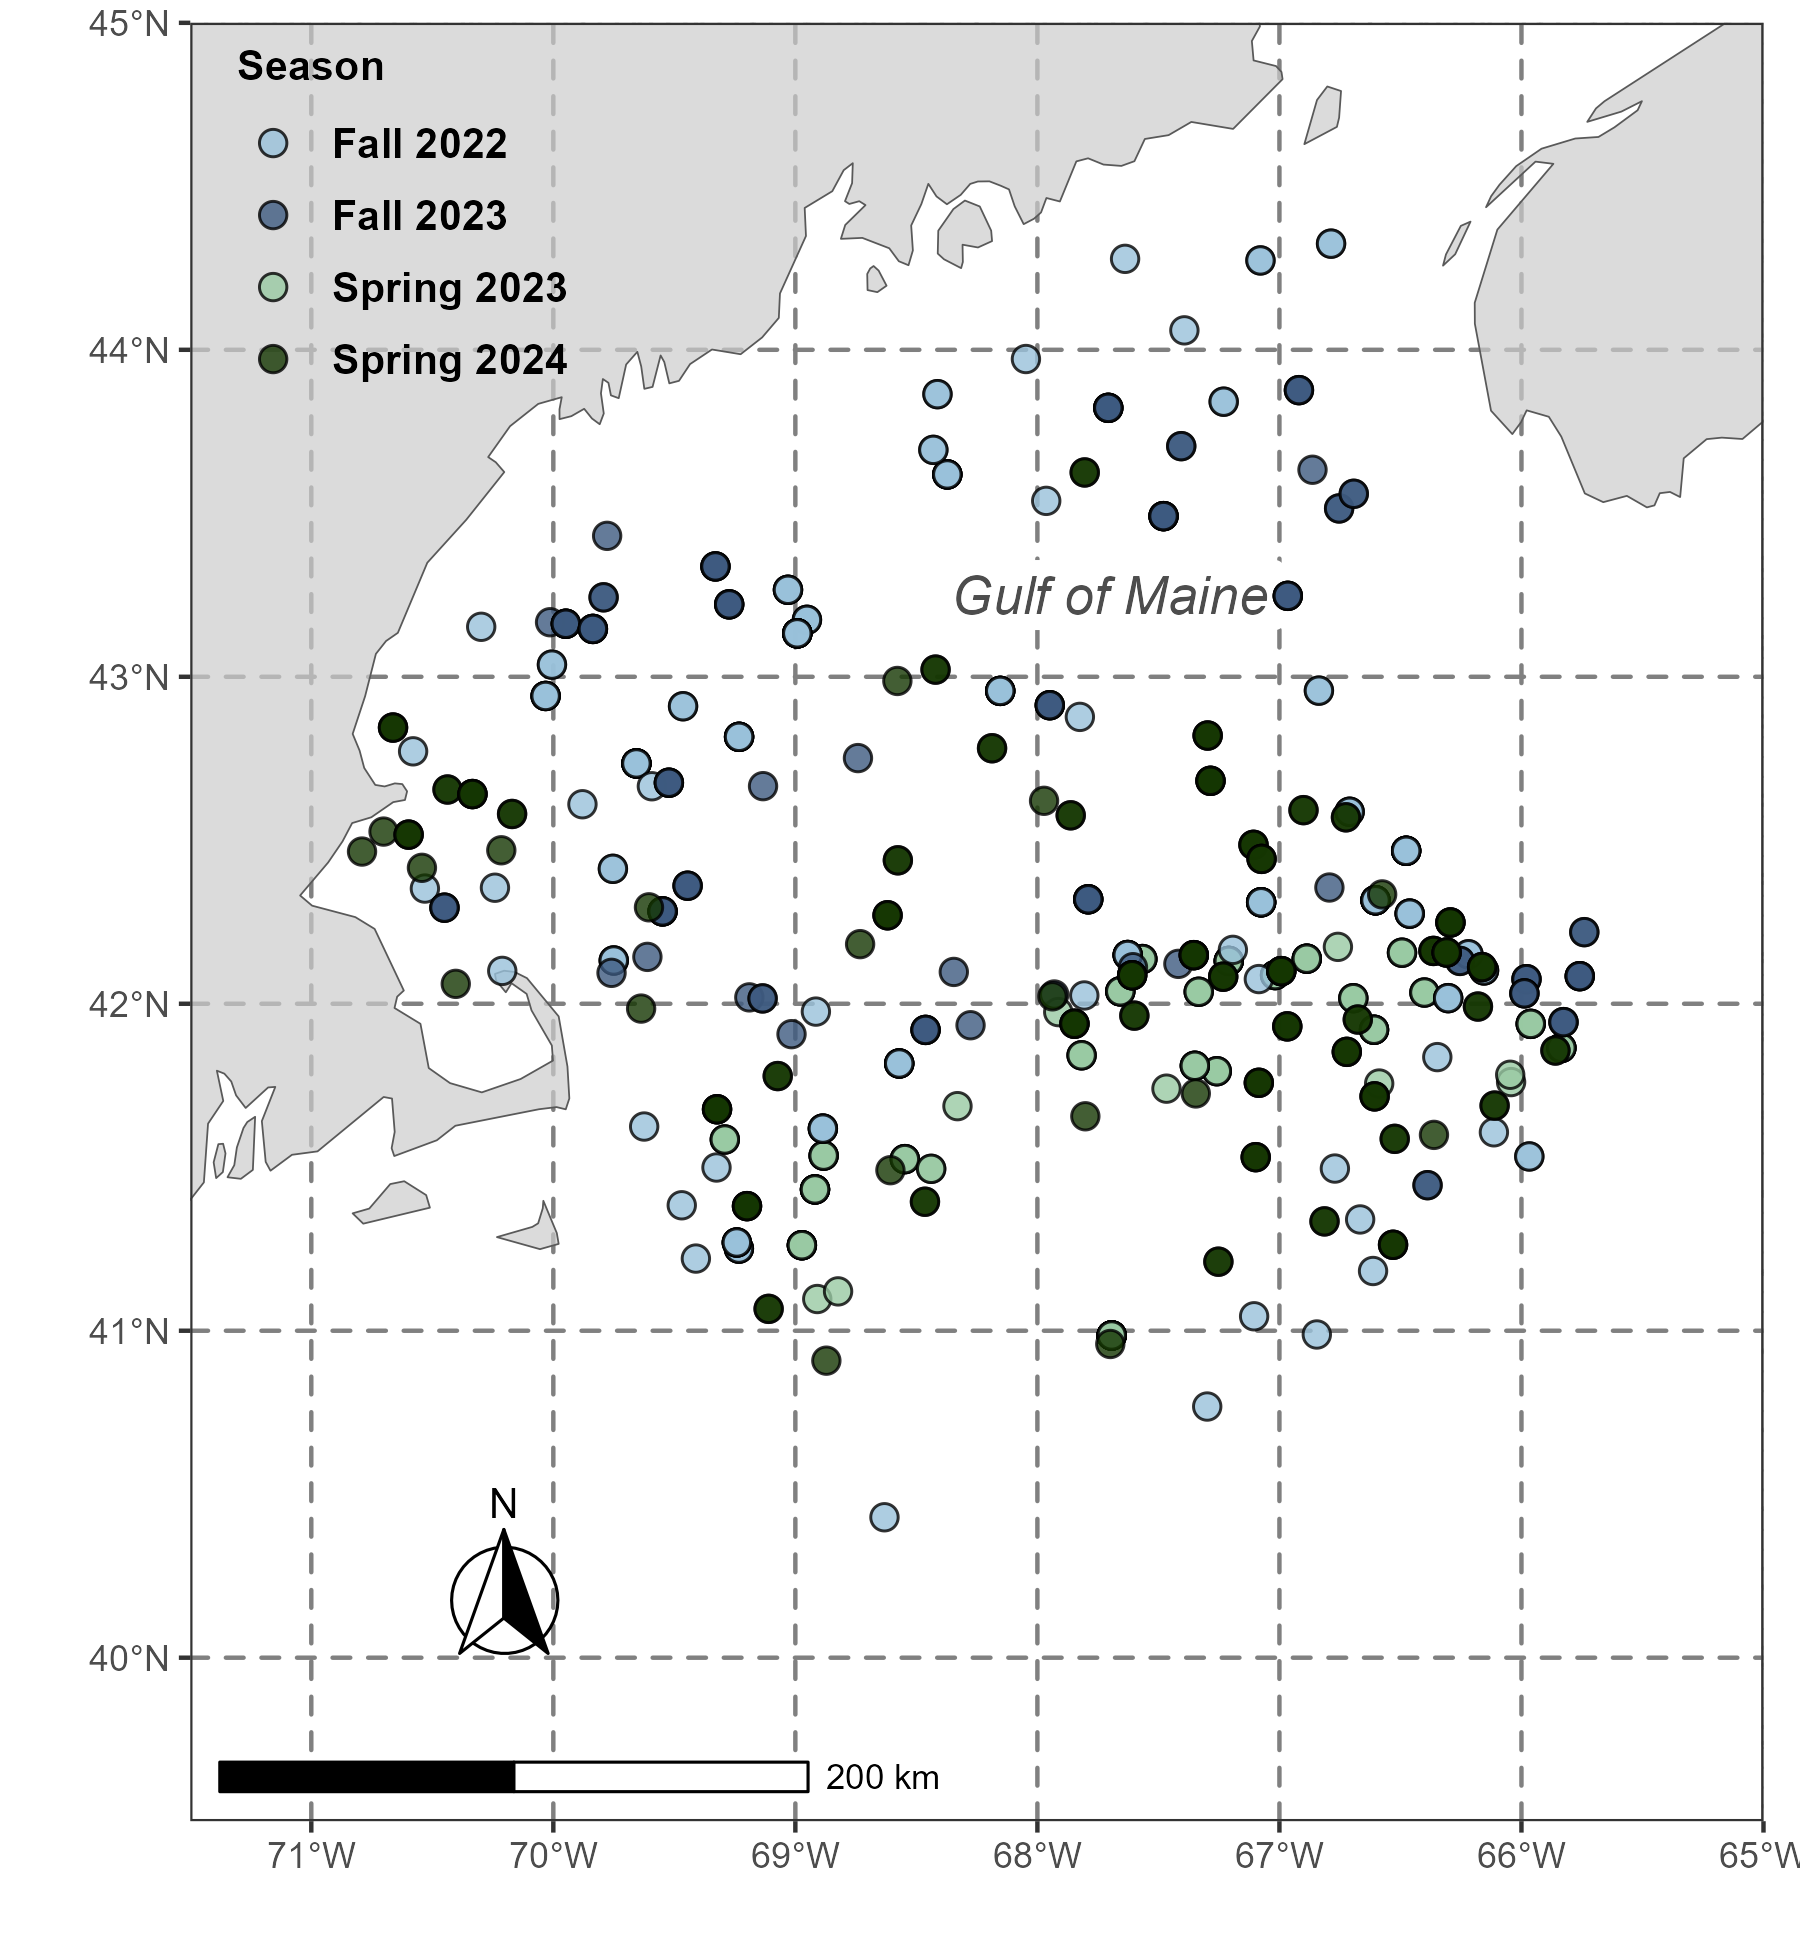 45°N
Season
Fall 2022
Fall 2023
Spring 2023
44°N
Spring 2024
Gulf of Maine
43°N
42°N
41°N
N
40°N
200 km
71°W 70°W 69°W 68°W 67°W 66°W 65°W